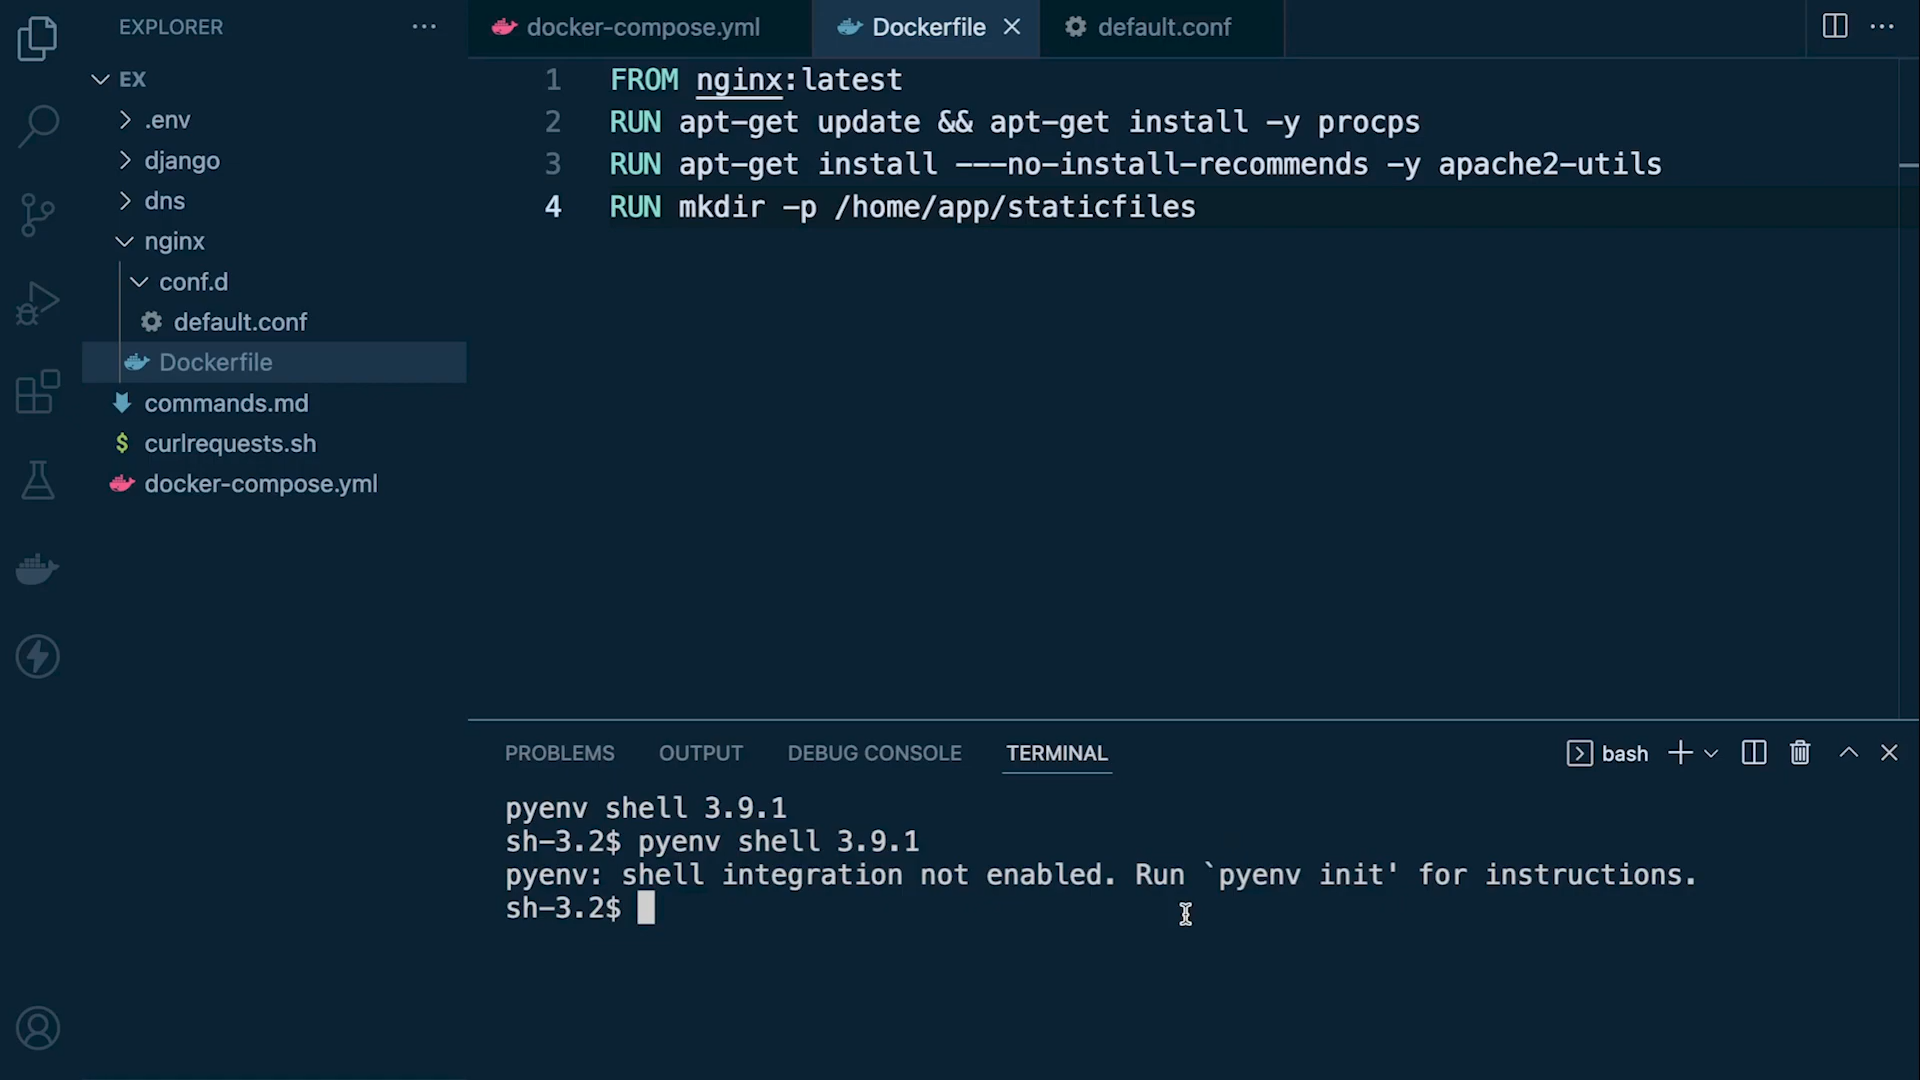 EXPLORER
EX
.env
django
dns
nginx
conf.d
default.conf
Dockerfile
commands.md
$ curlrequests.sh
docker-compose.yml
docker-compose.yml
Dockerfile
default.conf
1 FROM nginx:latest
2 RUN apt-get update && apt-get install -y procps
3 RUN apt-get install ---no-install-recommends -y apache2-utils
4 RUN mkdir -p /home/app/staticfiles
PROBLEMS OUTPUT DEBUG CONSOLE TERMINAL
bash
pyenv shell 3.9.1
sh-3.2$ pyenv shell 3.9.1
pyenv: shell integration not enabled. Run `pyenv init' for instructions.
sh-3.2$